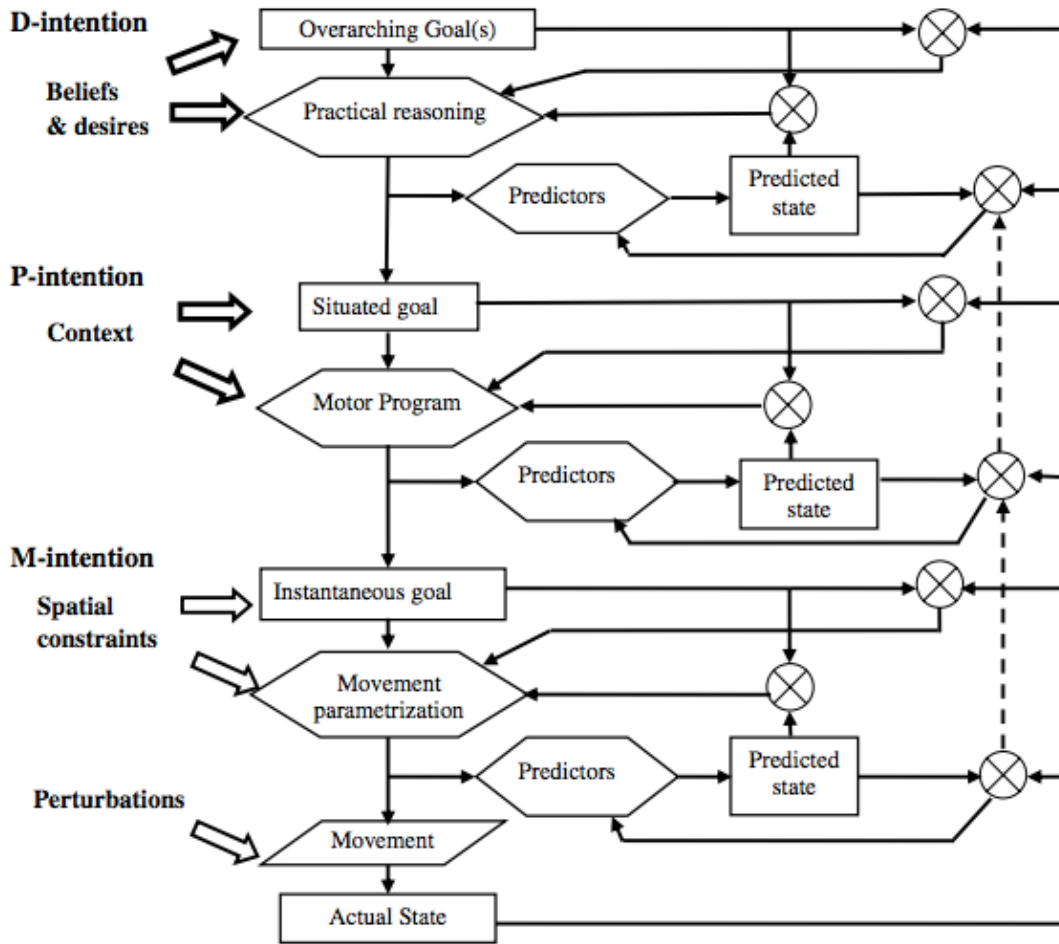 D-intention
Overarching Goal(s)
Beliefs
& desires
Practical reasoning
Predictors
Predicted
state
P-intention
Situated goal
Context
Motor Program
Predictors
Predicted
state
M-intention
Instantaneous goal
Spatial
constraints
Movement
parametrization
Predictors
Predicted
state
Perturbations
Movement
Actual State